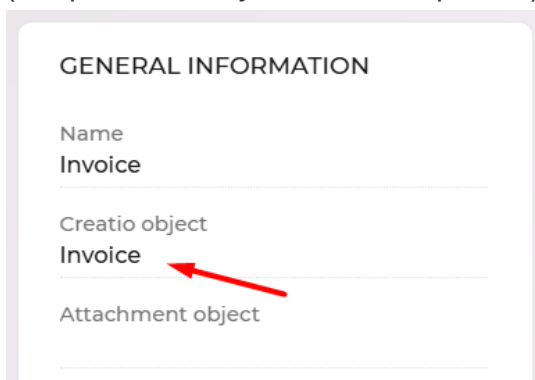 GENERAL INFORMATION
Name
Invoice
Creatio object
Invoice
Attachment object